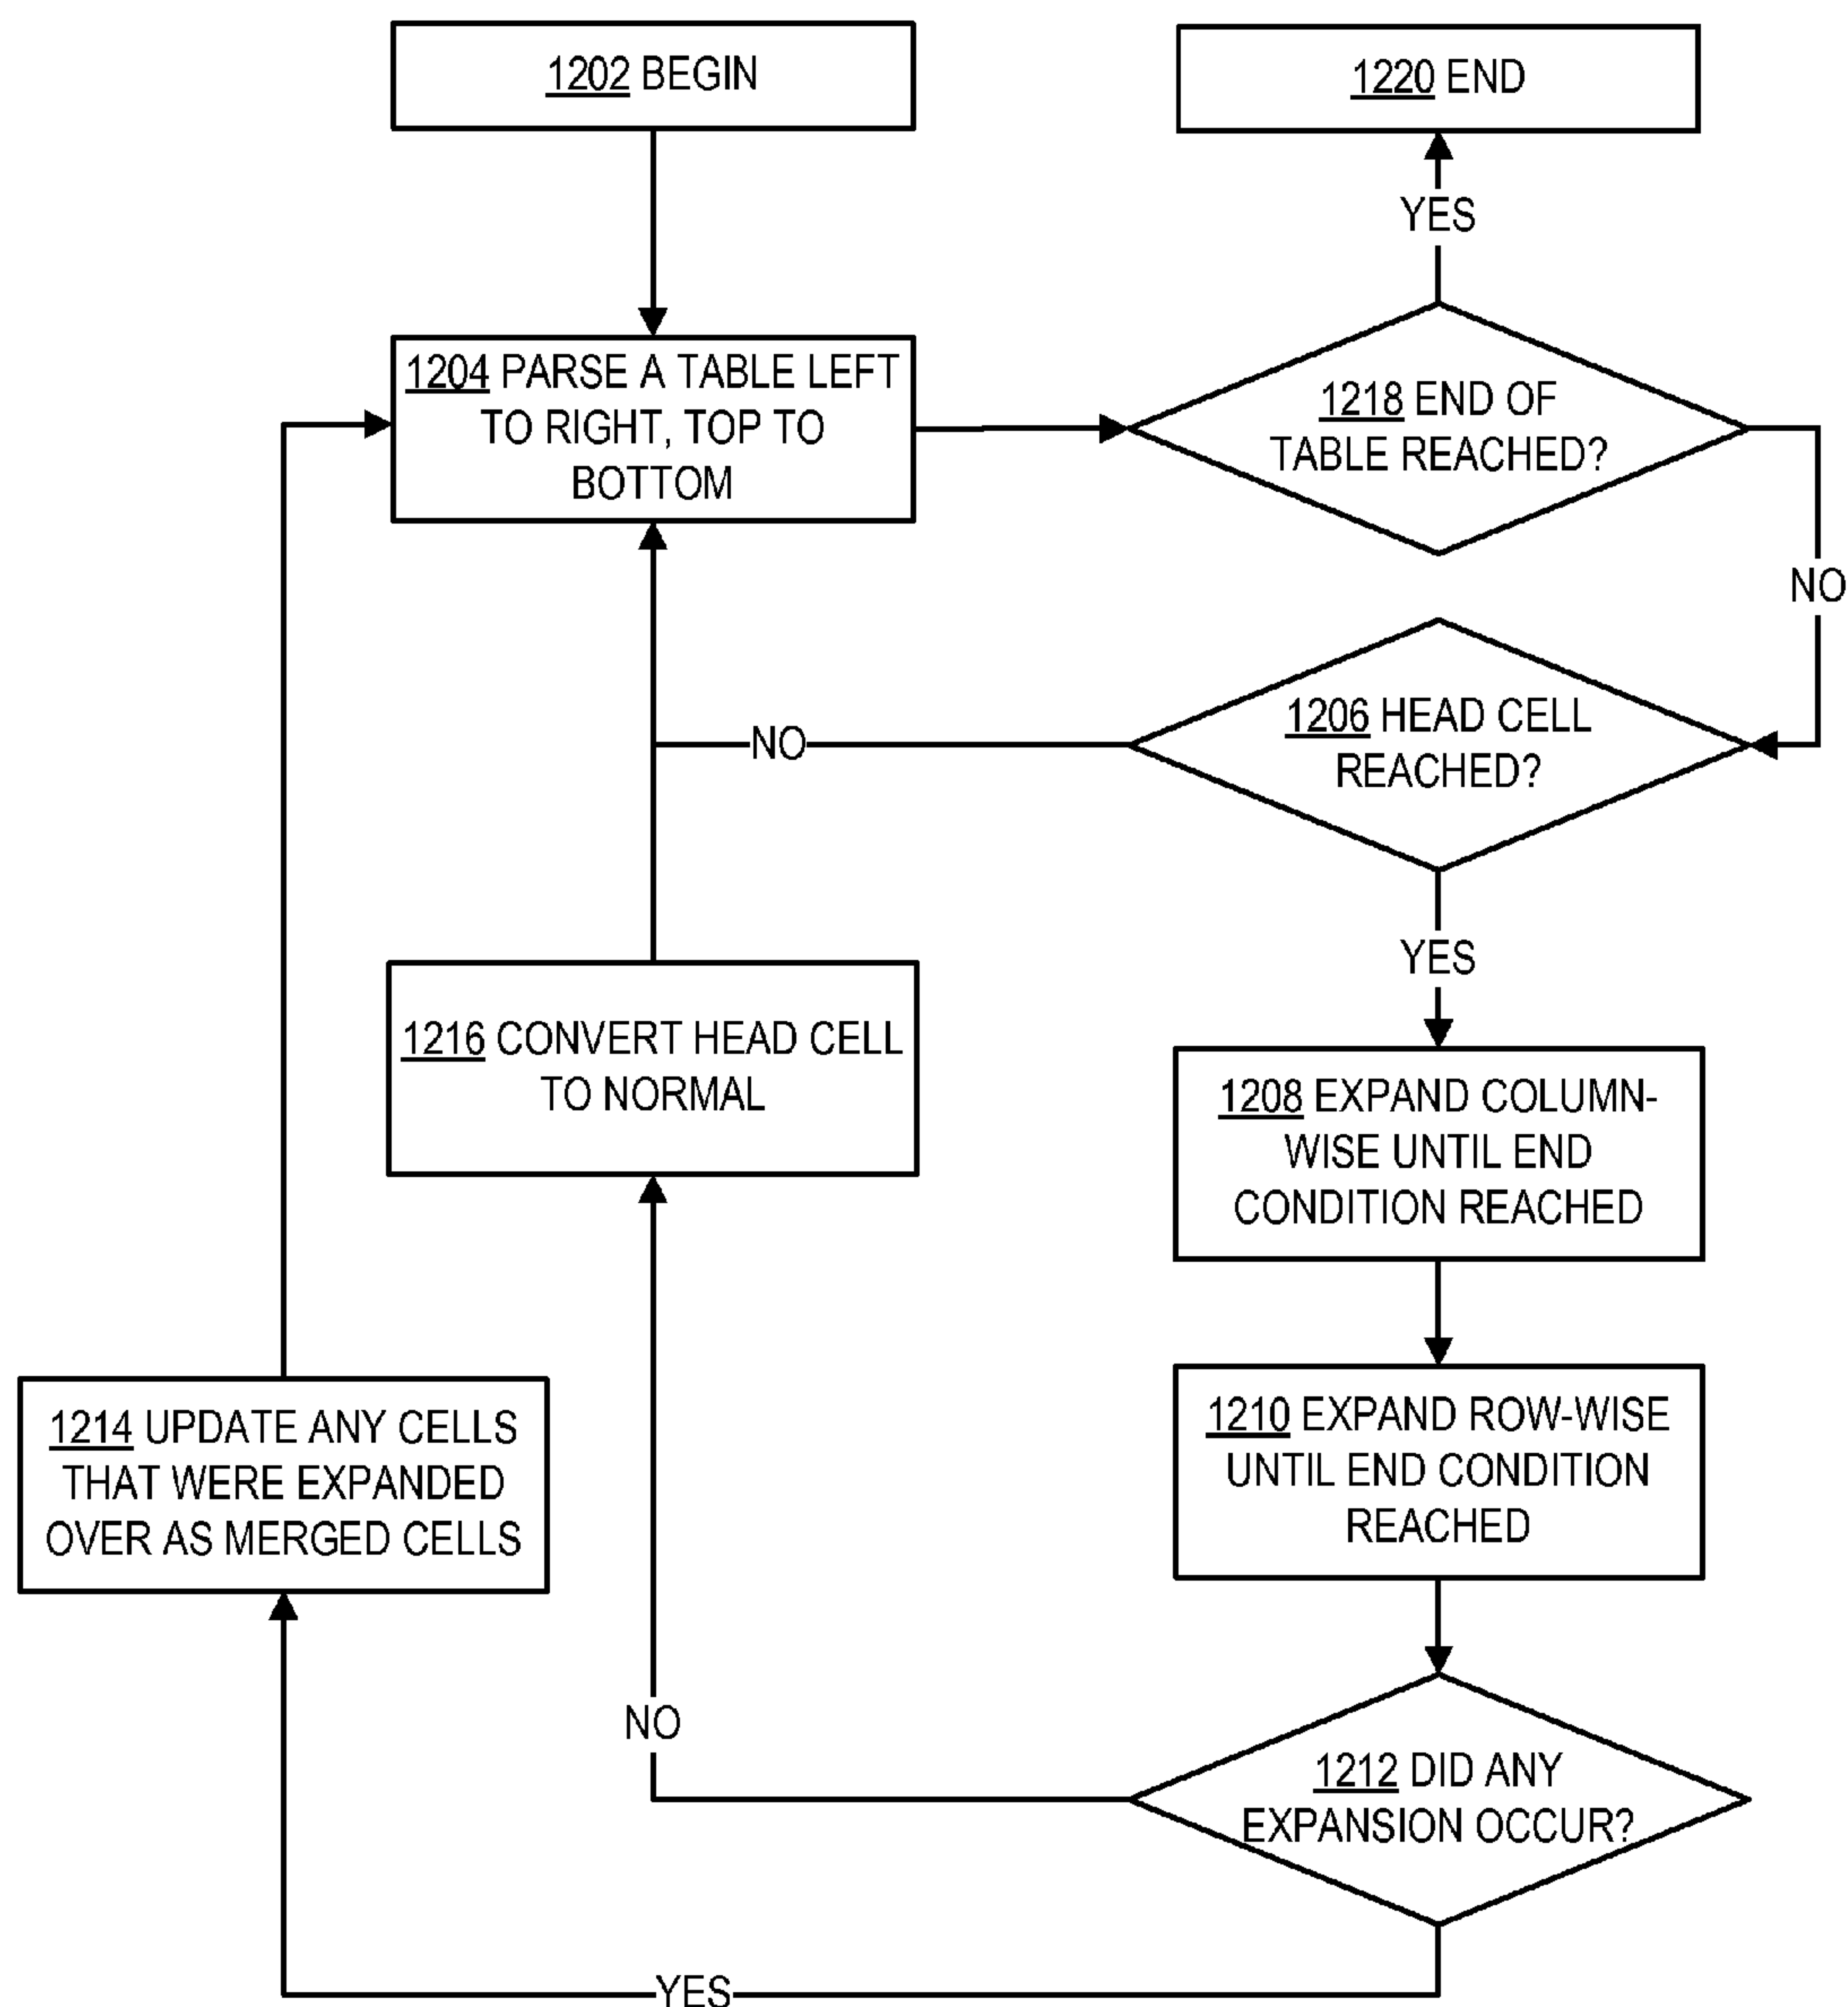 1202 BEGIN
1220 END
YES
1204 PARSE A TABLE LEFT
TO RIGHT, TOP TO
BOTTOM
1218 END OF
TABLE REACHED?
NO
1206 HEAD CELL
REACHED?
NO
YES
1216 CONVERT HEAD CELL
TO NORMAL
1208 EXPAND COLUMN-
WISE UNTIL END
CONDITION REACHED
1214 UPDATE ANY CELLS
THAT WERE EXPANDED
OVER AS MERGED CELLS
1210 EXPAND ROW-WISE
UNTIL END CONDITION
REACHED
NO
1212 DID ANY
EXPANSION OCCUR?
YES